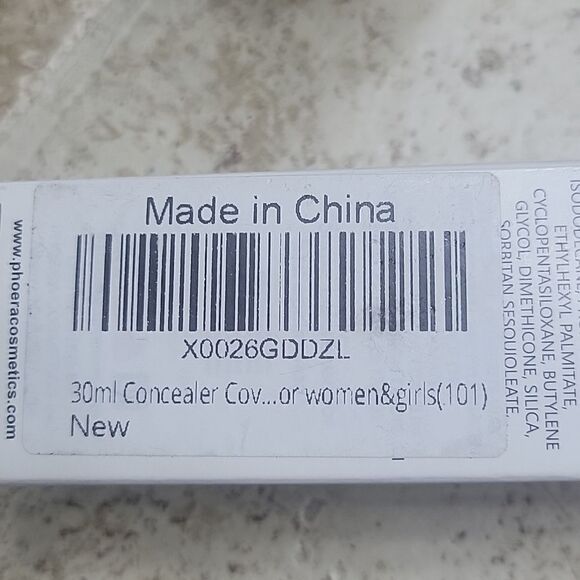 Made in China
X0026GDDZL
30ml Concealer Cov...or women&girls(101)
New
www.phoeracosmetics.com
ETHYLHEXYL PALMITATE,
CYCLOPENTASILOXANE, BUTYLENE
GLYCOL, DIMETHICONE, SILICA,
SORBITAN SESQUIOLEATE,